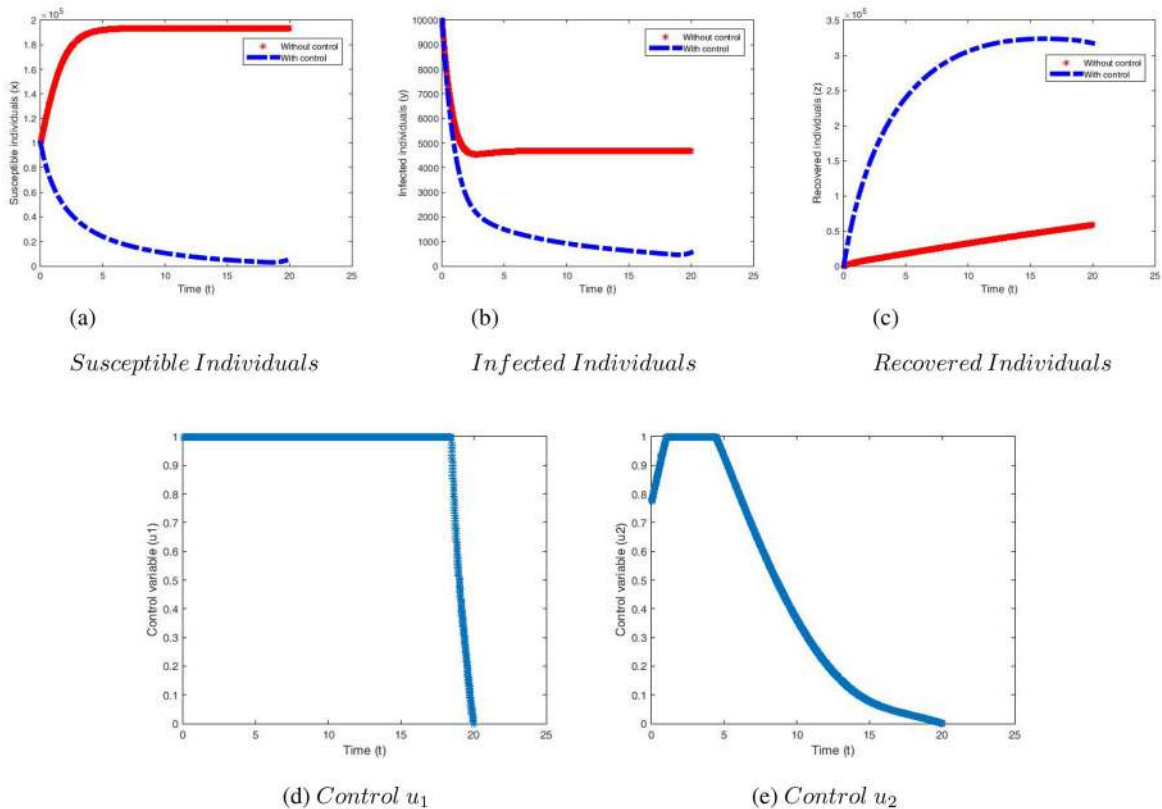 2 ×10⁵
1.8
1.6
1.4
1.2
1
0.8
0.6
0.4
0.2
0
0 5 10 15 20 25
Susceptible individuals (x)
Time (t)
Without control
With control
(a)
Susceptible Individuals
10000
9000
8000
7000
6000
5000
4000
3000
2000
1000
0
0 5 10 15 20 25
Infected individuals (y)
Time (t)
Without control
With control
(b)
Infected Individuals
3.5 ×10⁵
3
2.5
2
1.5
1
0.5
0
0 5 10 15 20 25
Recovered individuals (z)
Time (t)
Without control
With control
(c)
Recovered Individuals
1
0.9
0.8
0.7
0.6
0.5
0.4
0.3
0.2
0.1
0
0 5 10 15 20 25
Control variable (u1)
Time (t)
(d) Control u₁
1
0.9
0.8
0.7
0.6
0.5
0.4
0.3
0.2
0.1
0
0 5 10 15 20 25
Control variable (u2)
Time (t)
(e) Control u₂